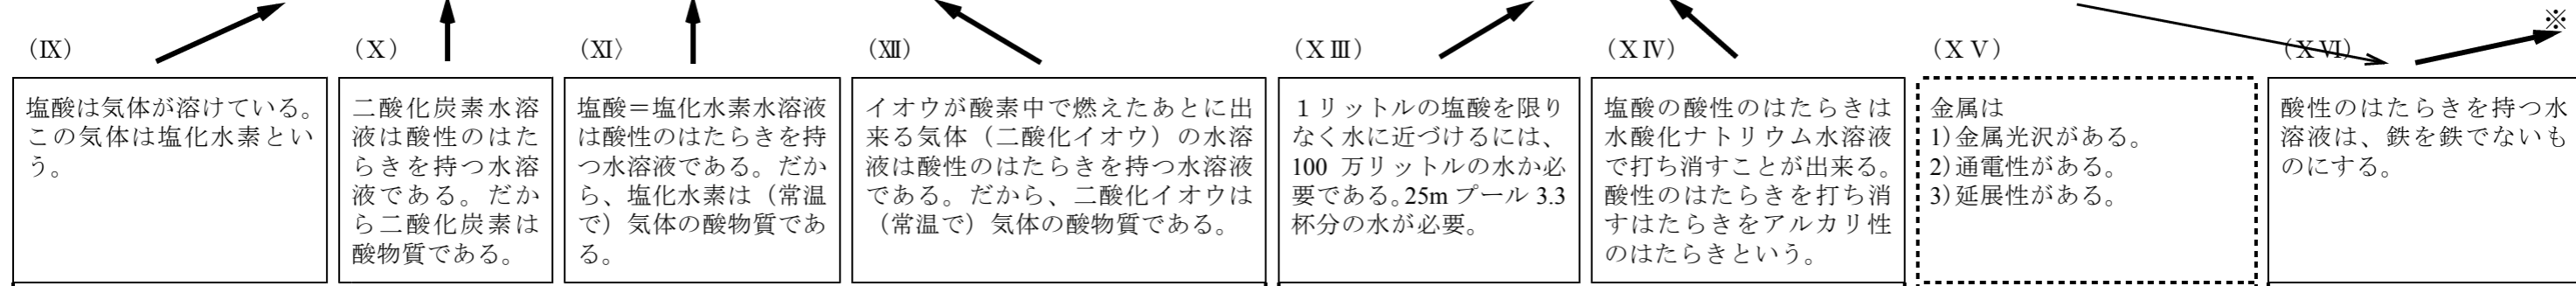 ※
（Ⅸ）
（Ⅹ）
（Ⅺ〉
（Ⅻ）
（ⅩⅢ）
（ⅩⅣ）
（ⅩⅤ）
（ⅩⅥ）
塩酸は気体が溶けている。
この気体は塩化水素とい
う。
二酸化炭素水溶
液は酸性のはた
らきを持つ水溶
液である。だか
ら二酸化炭素は
酸物質である。
塩酸＝塩化水素水溶液
は酸性のはたらきを持
つ水溶液である。だか
ら、塩化水素は（常温
で）気体の酸物質であ
る。
イオウが酸素中で燃えたあとに出
来る気体（二酸化イオウ）の水溶
液は酸性のはたらきを持つ水溶液
である。だから、二酸化イオウは
（常温で）気体の酸物質である。
１リットルの塩酸を限り
なく水に近づけるには、
100 万リットルの水か必
要である。25m プール 3.3
杯分の水が必要。
塩酸の酸性のはたらきは
水酸化ナトリウム水溶液
で打ち消すことが出来る。
酸性のはたらきを打ち消
すはたらきをアルカリ性
のはたらきという。
金属は
1)金属光沢がある。
2)通電性がある。
3)延展性がある。
酸性のはたらきを持つ水
溶液は、鉄を鉄でないも
のにする。